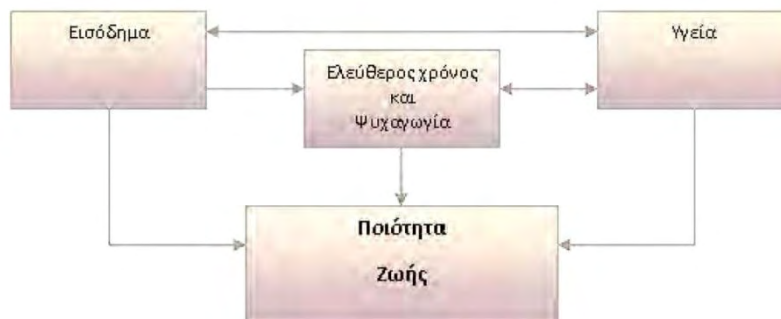 Εισόδημα
Υγεία
Ελεύθερος χρόνος
και
Ψυχαγωγία
Ποιότητα
Ζωής